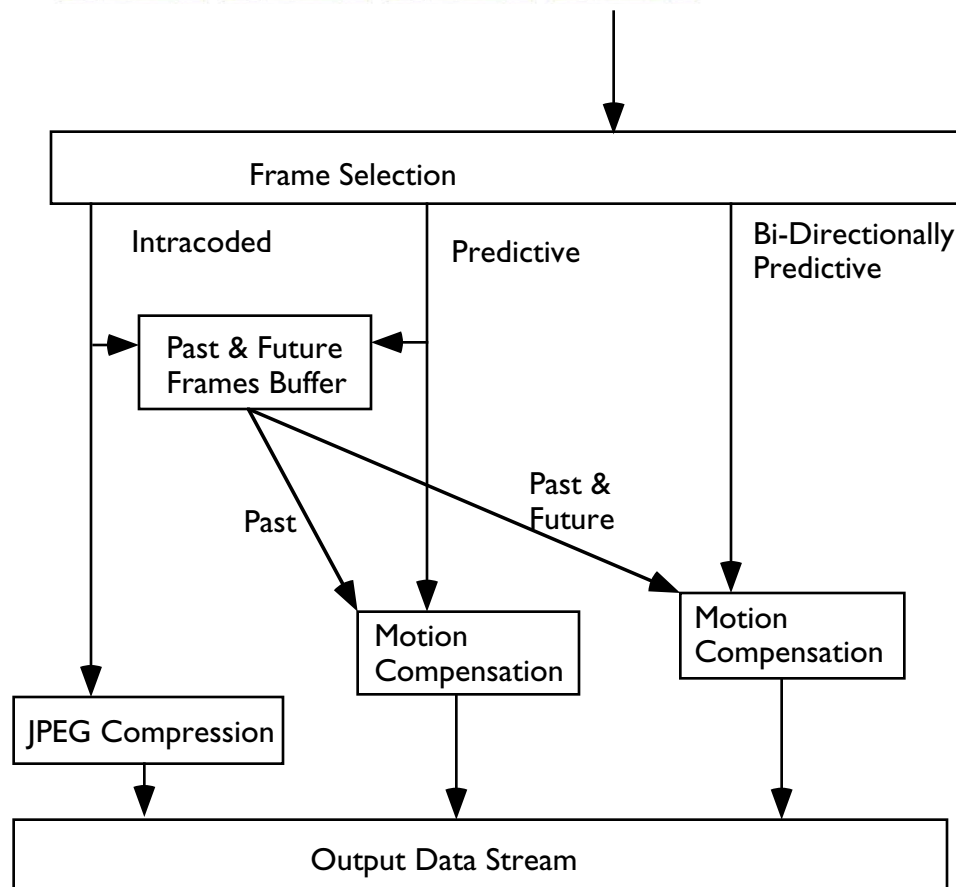 Frame Selection
Intracoded
Predictive
Bi-Directionally
Predictive
Past & Future
Frames Buffer
Past
Past &
Future
Motion
Compensation
Motion
Compensation
JPEG Compression
Output Data Stream